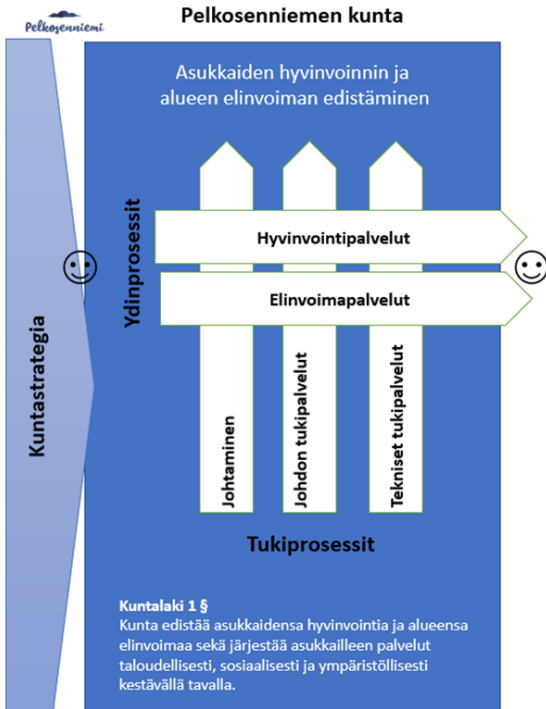 Pelkosenniemi
Pelkosenniemen kunta
Asukkaiden hyvinvoinnin ja
alueen elinvoiman edistäminen
Kuntastrategia
Ydinprosessit
Hyvinvointipalvelut
Elinvoimapalvelut
Johtaminen
Johdon tukipalvelut
Tekniset tukipalvelut
Tukiprosessit
Kuntalaki 1 §
Kunta edistää asukkaidensa hyvinvointia ja alueensa
elinvoimaa sekä järjestää asukkailleen palvelut
taloudellisesti, sosiaalisesti ja ympäristöllisesti
kestävällä tavalla.